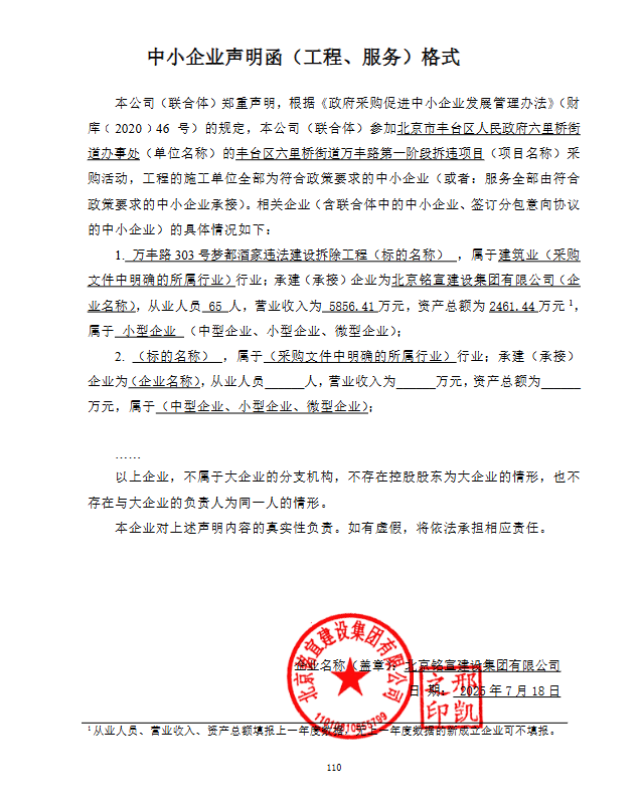 中小企业声明函（工程、服务）格式
本公司（联合体）郑重声明，根据《政府采购促进中小企业发展管理办法》（财
库﹝2020﹞46 号）的规定，本公司（联合体）参加北京市丰台区人民政府六里桥街
道办事处（单位名称）的丰台区六里桥街道万丰路第一阶段拆违项目（项目名称）采
购活动，工程的施工单位全部为符合政策要求的中小企业（或者：服务全部由符合
政策要求的中小企业承接）。相关企业（含联合体中的中小企业、签订分包意向协议
的中小企业）的具体情况如下：
1. 万丰路 303 号梦都酒家违法建设拆除工程（标的名称） ，属于建筑业（采购
文件中明确的所属行业）行业；承建（承接）企业为北京铭宣建设集团有限公司（企
业名称），从业人员 65 人，营业收入为 5856.41 万元，资产总额为 2461.44 万元 ¹，
属于 小型企业 （中型企业、小型企业、微型企业）；
2. （标的名称） ，属于（采购文件中明确的所属行业）行业；承建（承接）
企业为（企业名称），从业人员______人，营业收入为______万元，资产总额为______
万元，属于（中型企业、小型企业、微型企业）；
……
以上企业，不属于大企业的分支机构，不存在控股股东为大企业的情形，也不
存在与大企业的负责人为同一人的情形。
本企业对上述声明内容的真实性负责。如有虚假，将依法承担相应责任。
企业名称（盖章）：北京铭宣建设集团有限公司
日 期：2025年 7 月 18 日
北京铭宣建设集团有限公司
邢凯之印
¹从业人员、营业收入、资产总额填报上一年度数据，无上一年度数据的新成立企业可不填报。
110